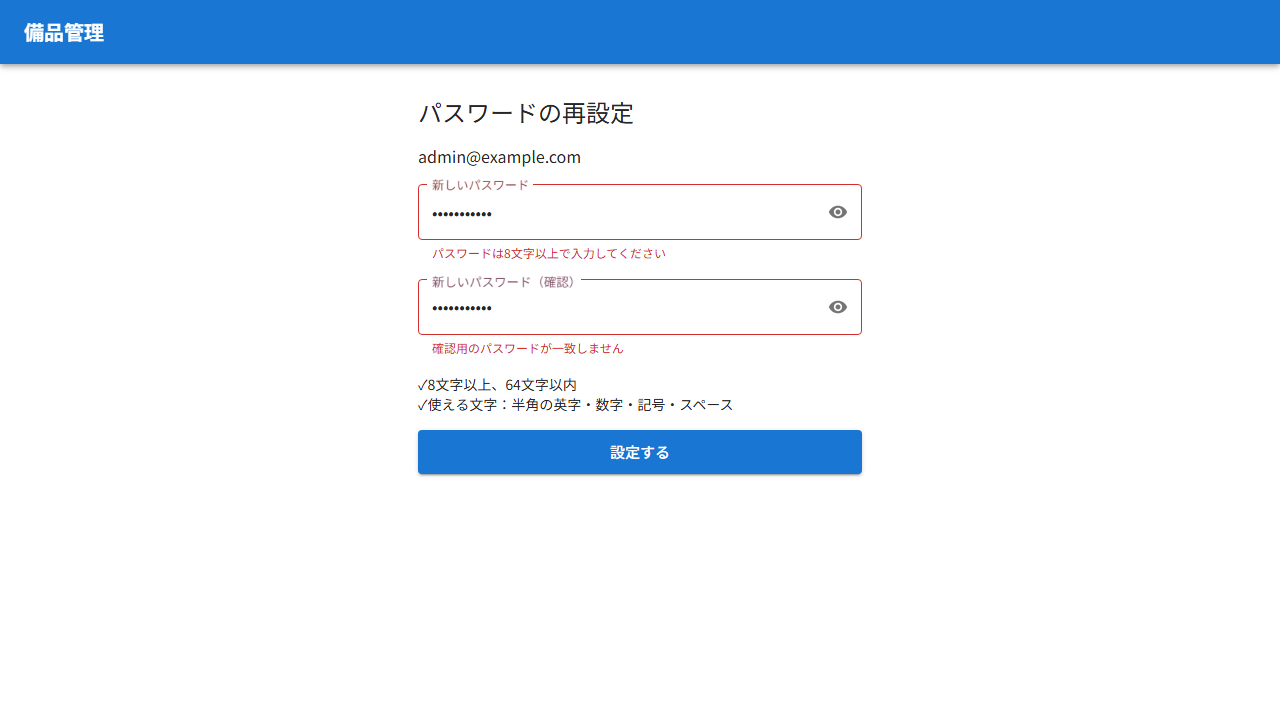 備品管理
パスワードの再設定
admin@example.com
新しいパスワード
•••••••••••
パスワードは8文字以上で入力してください
新しいパスワード（確認）
•••••••••••
確認用のパスワードが一致しません
✓8文字以上、64文字以内
✓使える文字：半角の英字・数字・記号・スペース
設定する